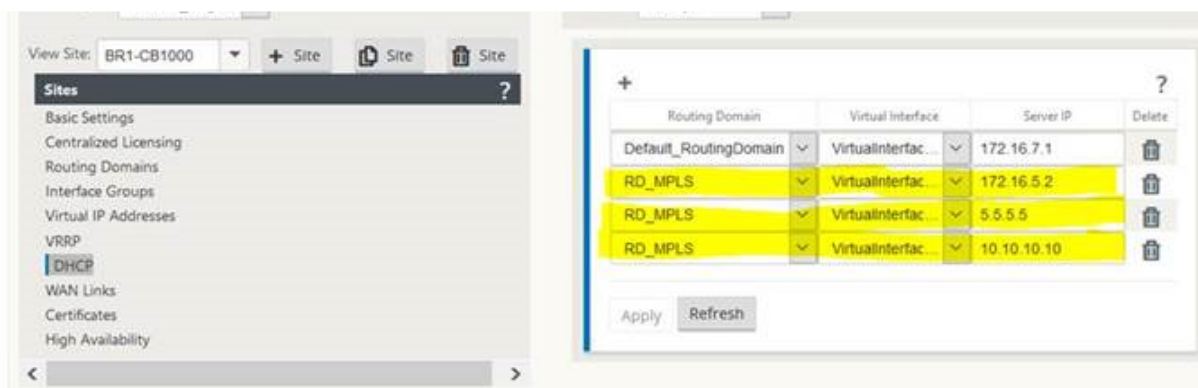 View Site: BR1-CB1000 + Site Site Site
Sites ?
Basic Settings
Centralized Licensing
Routing Domains
Interface Groups
Virtual IP Addresses
VRRP
DHCP
WAN Links
Certificates
High Availability
+ ?
Routing Domain Virtual Interface Server IP Delete
Default_RoutingDomain VirtualInterfac... 172.16.7.1
RD_MPLS VirtualInterfac... 172.16.5.2
RD_MPLS VirtualInterfac... 5.5.5.5
RD_MPLS VirtualInterfac... 10.10.10.10
Apply Refresh